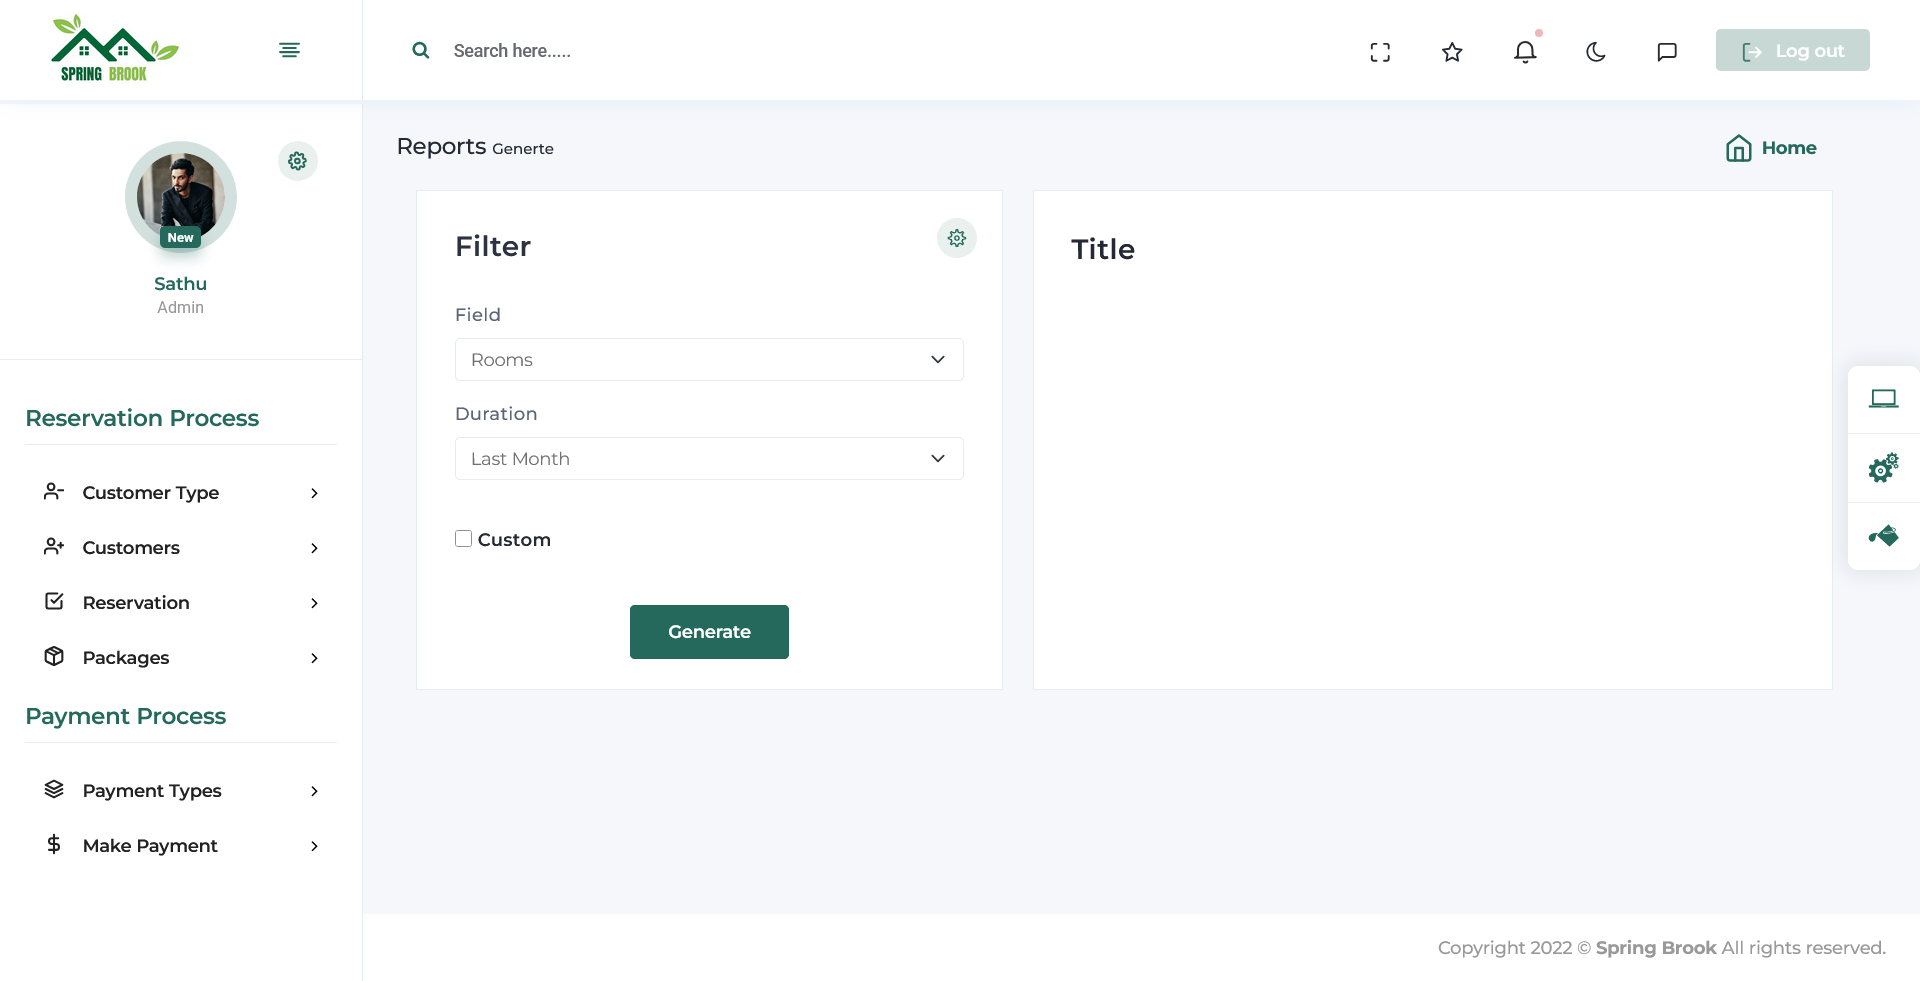 SPRING BROOK
Search here.....
Log out
New
Sathu
Admin
Reservation Process
Customer Type
Customers
Reservation
Packages
Payment Process
Payment Types
Make Payment
Reports Generte
Home
Filter
Field
Rooms
Duration
Last Month
Custom
Generate
Title
Copyright 2022 © Spring Brook All rights reserved.